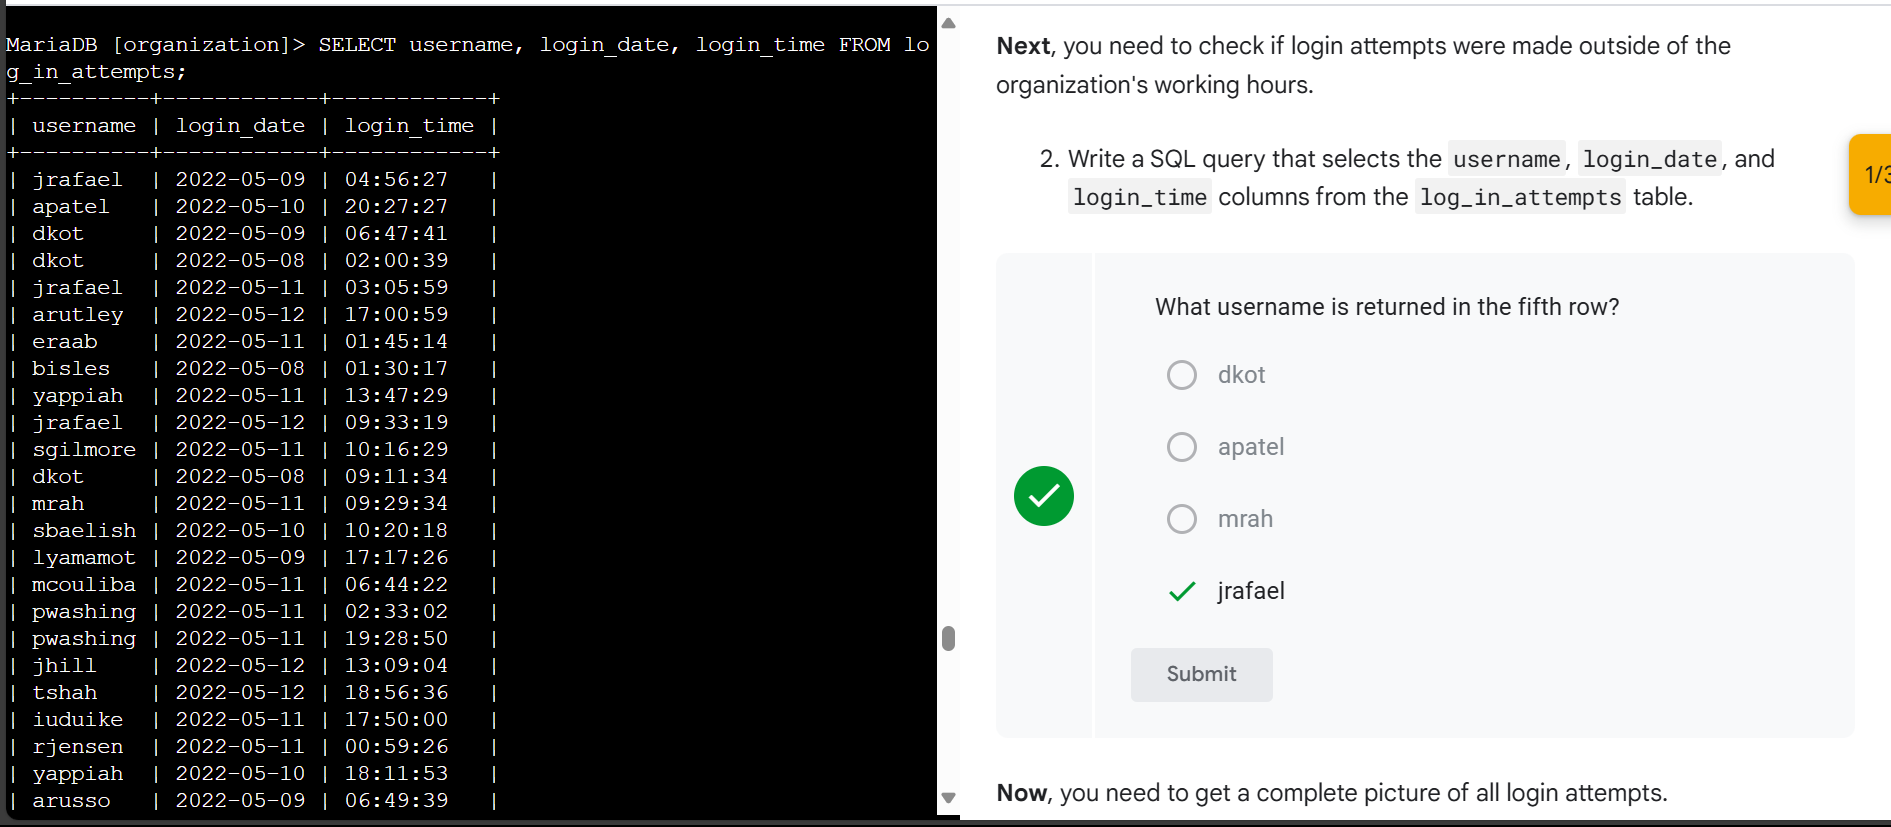 MariaDB [organization]> SELECT username, login_date, login_time FROM lo
g_in_attempts;
+----------+------------+------------+
| username | login_date | login_time |
+----------+------------+------------+
| jrafael  | 2022-05-09 | 04:56:27   |
| apatel   | 2022-05-10 | 20:27:27   |
| dkot     | 2022-05-09 | 06:47:41   |
| dkot     | 2022-05-08 | 02:00:39   |
| jrafael  | 2022-05-11 | 03:05:59   |
| arutley  | 2022-05-12 | 17:00:59   |
| eraab    | 2022-05-11 | 01:45:14   |
| bisles   | 2022-05-08 | 01:30:17   |
| yappiah  | 2022-05-11 | 13:47:29   |
| jrafael  | 2022-05-12 | 09:33:19   |
| sgilmore | 2022-05-11 | 10:16:29   |
| dkot     | 2022-05-08 | 09:11:34   |
| mrah     | 2022-05-11 | 09:29:34   |
| sbaelish | 2022-05-10 | 10:20:18   |
| lyamamot | 2022-05-09 | 17:17:26   |
| mcouliba | 2022-05-11 | 06:44:22   |
| pwashing | 2022-05-11 | 02:33:02   |
| pwashing | 2022-05-11 | 19:28:50   |
| jhill    | 2022-05-12 | 13:09:04   |
| tshah    | 2022-05-12 | 18:56:36   |
| iuduike  | 2022-05-11 | 17:50:00   |
| rjensen  | 2022-05-11 | 00:59:26   |
| yappiah  | 2022-05-10 | 18:11:53   |
| arusso   | 2022-05-09 | 06:49:39   |
Next, you need to check if login attempts were made outside of the
organization's working hours.
2. Write a SQL query that selects the username, login_date, and
login_time columns from the log_in_attempts table.
1/3
What username is returned in the fifth row?
dkot
apatel
mrah
jrafael
Submit
Now, you need to get a complete picture of all login attempts.